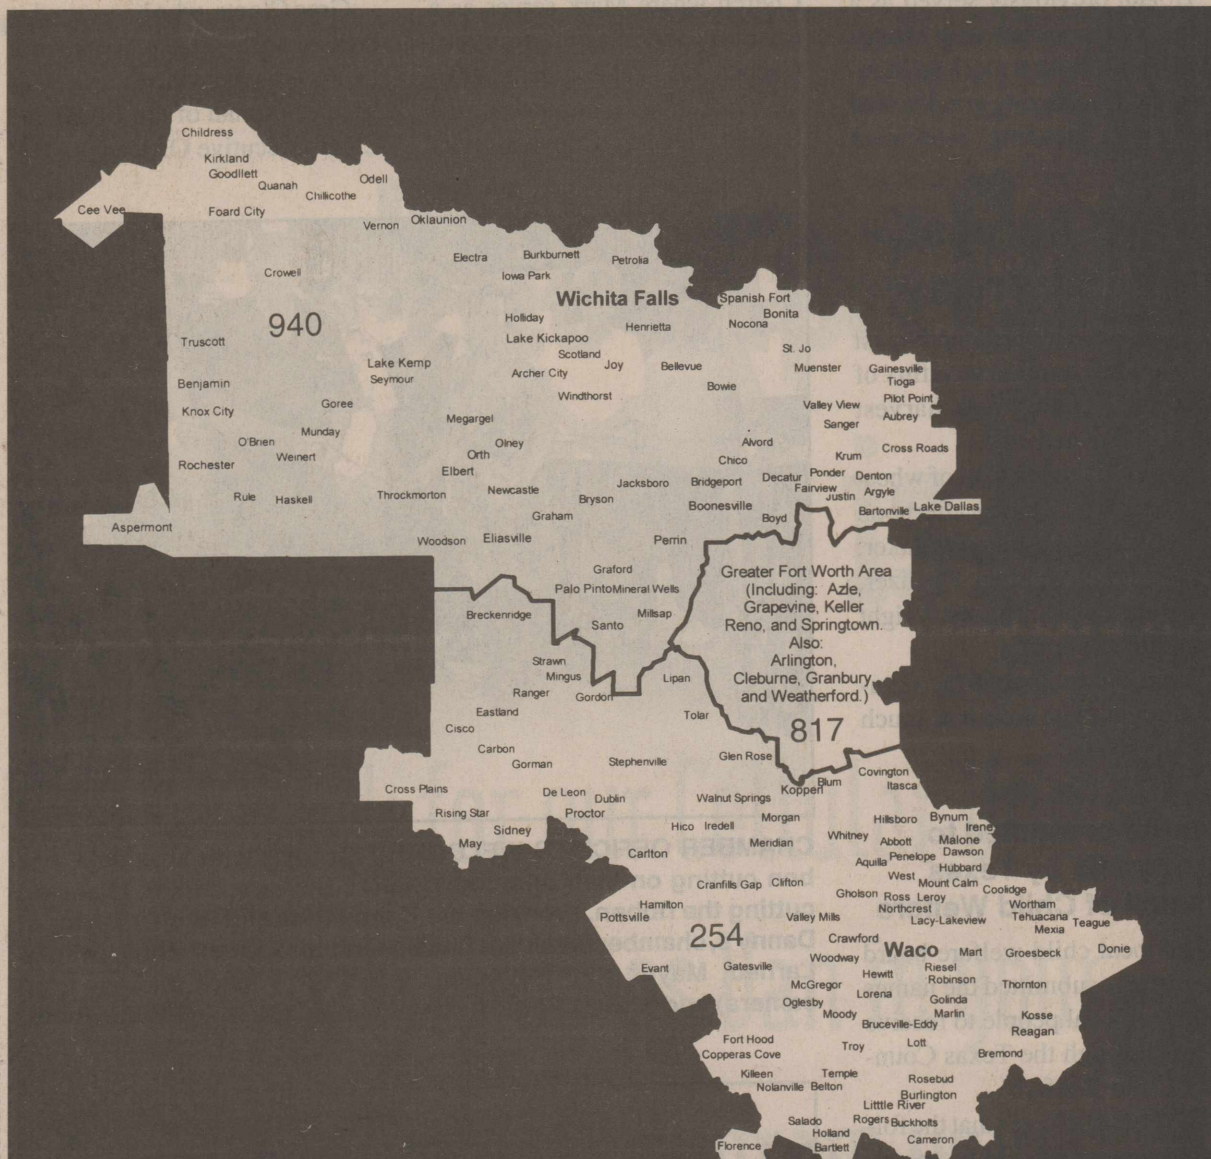 Childress
Kirkland
Goodllett
Quanah
Odell
Chillicothe
Cee Vee
Foard City
Vernon
Oklaunion
Electra
Burkburnett
Petrolia
Crowell
Iowa Park
Wichita Falls
Spanish Fort
Bonita
Nocona
940
Holliday
Henrietta
Truscott
Lake Kickapoo
St. Jo
Scotland
Lake Kemp
Joy
Bellevue
Muenster
Gainesville
Seymour
Archer City
Tioga
Benjamin
Bowie
Windthorst
Pilot Point
Knox City
Goree
Valley View
Aubrey
Megargel
Sanger
Munday
O'Brien
Olney
Alvord
Cross Roads
Weinert
Orth
Chico
Krum
Rochester
Elbert
Decatur
Ponder
Denton
Rule
Haskell
Throckmorton
Newcastle
Jacksboro
Bridgeport
Fairview
Argyle
Bryson
Justin
Boonesville
Bartonville
Lake Dallas
Aspermont
Graham
Boyd
Woodson
Eliasville
Perrin
Graford
Palo Pinto
Mineral Wells
Breckenridge
Millsap
Santo
Greater Fort Worth Area
(Including: Azle,
Grapevine, Keller
Reno, and Springtown.
Also:
Arlington,
Cleburne, Granbury
and Weatherford.)
817
Strawn
Mingus
Lipan
Ranger
Gordon
Eastland
Tolar
Cisco
Carbon
Gorman
Stephenville
Glen Rose
Covington
Blum
Itasca
Cross Plains
De Leon
Dublin
Walnut Springs
Kopperl
Rising Star
Proctor
Morgan
Hillsboro
Bynum
Sidney
Hico
Iredell
Irene
May
Meridian
Whitney
Abbott
Malone
Carlton
Aquilla
Penelope
Dawson
Hubbard
West
Mount Calm
Cranfills Gap
Clifton
Coolidge
Gholson
Ross
Leroy
Hamilton
Northcrest
Wortham
Pottsville
Valley Mills
Lacy-Lakeview
Tehuacana
Teague
Mexia
254
Crawford
Waco
Mart
Groesbeck
Donie
Woodway
Evant
Gatesville
Hewitt
Riesel
Robinson
McGregor
Lorena
Thornton
Oglesby
Golinda
Moody
Marlin
Kosse
Bruceville-Eddy
Reagan
Fort Hood
Troy
Lott
Copperas Cove
Bremond
Killeen
Temple
Rosebud
Nolanville
Belton
Burlington
Litttle River
Salado
Rogers
Buckholts
Holland
Cameron
Florence
Bartlett